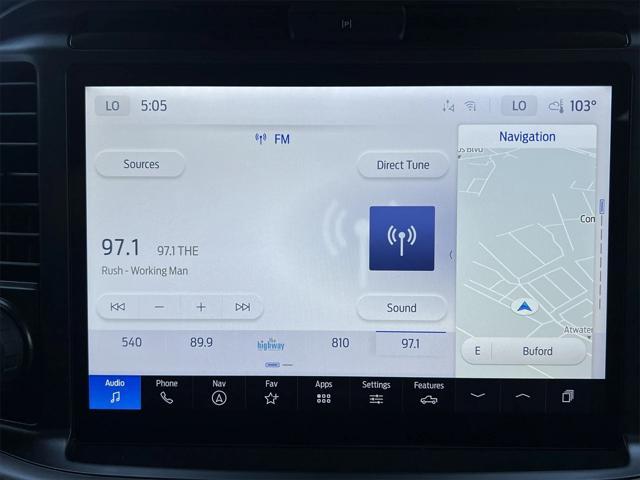 P
LO 5:05 LO 103°
FM
Navigation
Sources Direct Tune
Con
97.1 97.1 THE
Rush - Working Man
Sound
Atwater
E Buford
540 89.9 the highway 810 97.1
Audio Phone Nav Fav Apps Settings Features